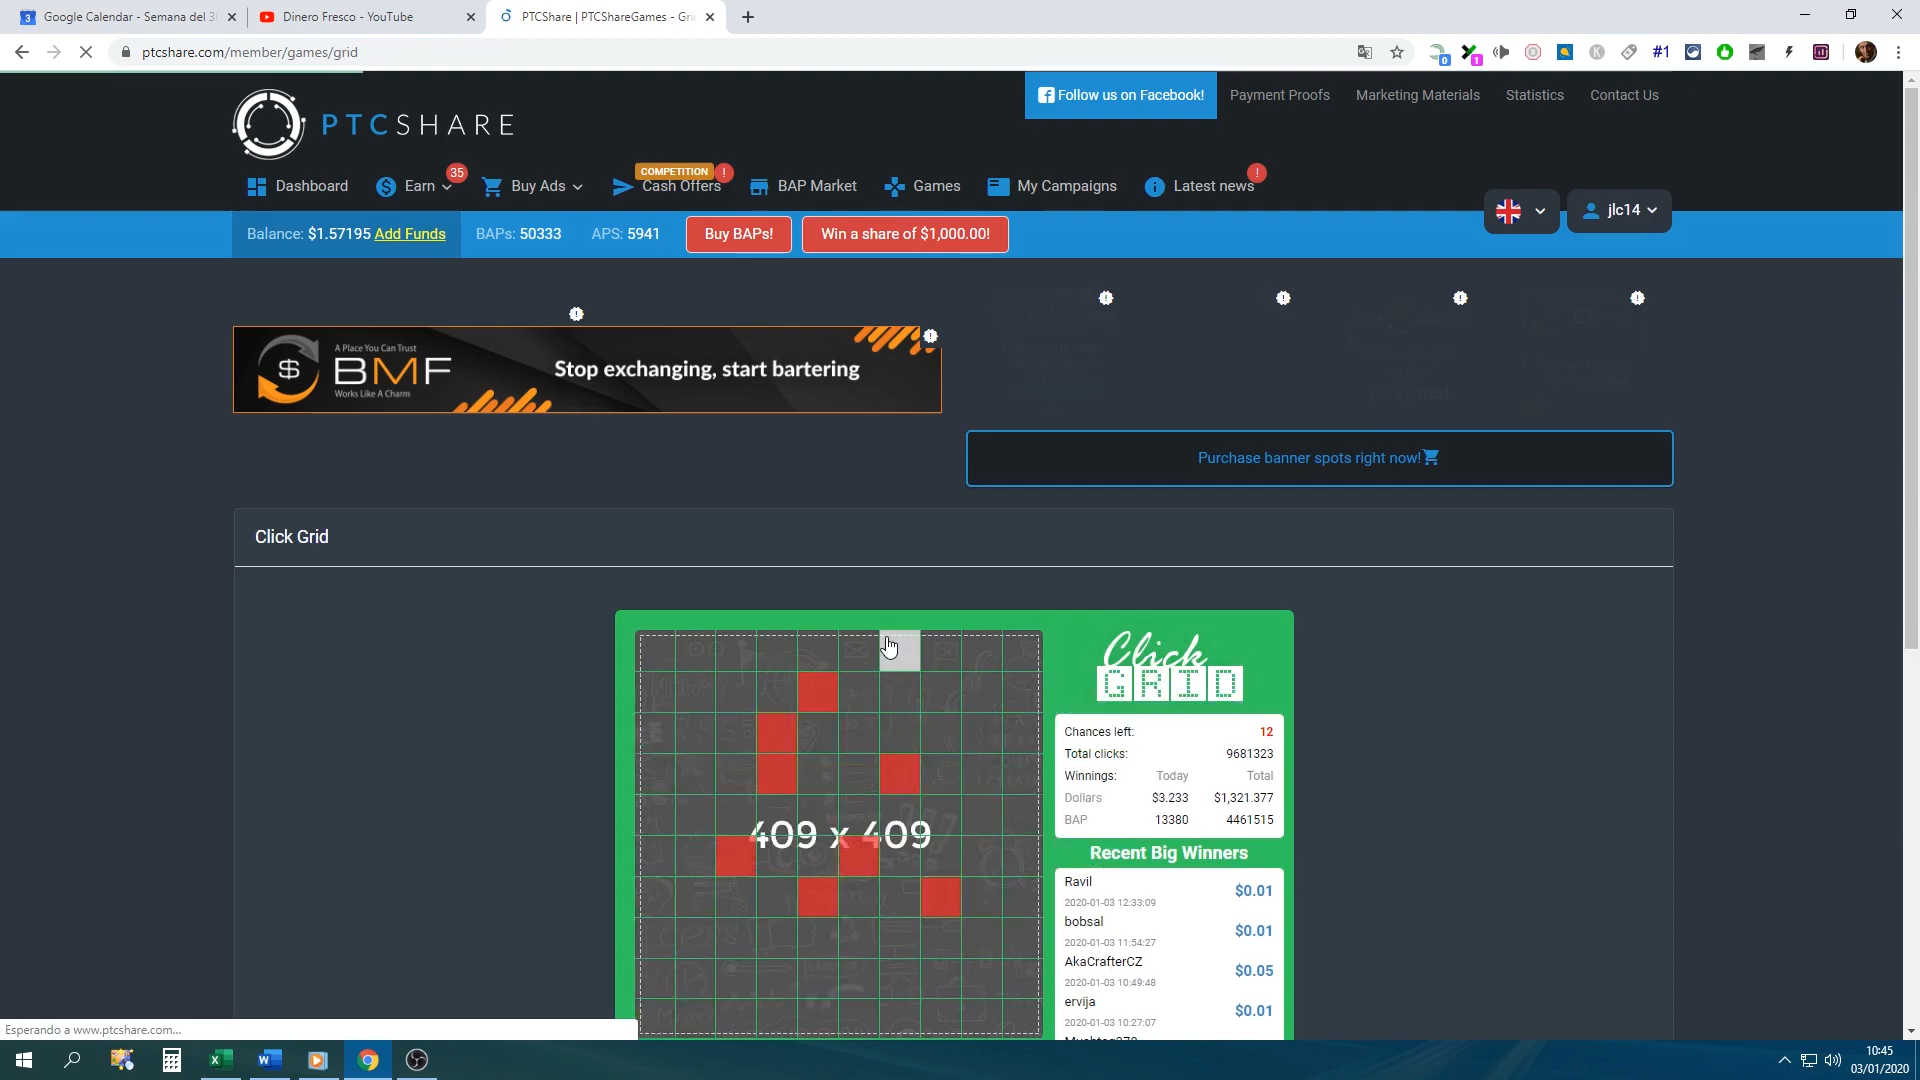 Google Calendar - Semana del 30
Dinero Fresco - YouTube
PTCShare | PTCShareGames - Gri
ptcshare.com/member/games/grid
0
1
#1
Follow us on Facebook!
Payment Proofs
Marketing Materials
Statistics
Contact Us
PTCSHARE
Dashboard
Earn
35
Buy Ads
COMPETITION
!
Cash Offers
BAP Market
Games
My Campaigns
Latest news
!
Balance: $1.57195 Add Funds
BAPs: 50333
APS: 5941
Buy BAPs!
Win a share of $1,000.00!
jlc14
A Place You Can Trust
BMF
Works Like A Charm
Stop exchanging, start bartering
Purchase banner spots right now!
Click Grid
409 x 409
Click
GRID
Chances left: 12
Total clicks: 9681323
Winnings: Today Total
Dollars $3.233 $1,321.377
BAP 13380 4461515
Recent Big Winners
Ravil
2020-01-03 12:33:09
$0.01
bobsal
2020-01-03 11:54:27
$0.01
AkaCrafterCZ
2020-01-03 10:49:48
$0.05
ervija
2020-01-03 10:27:07
$0.01
Esperando a www.ptcshare.com...
10:45
03/01/2020